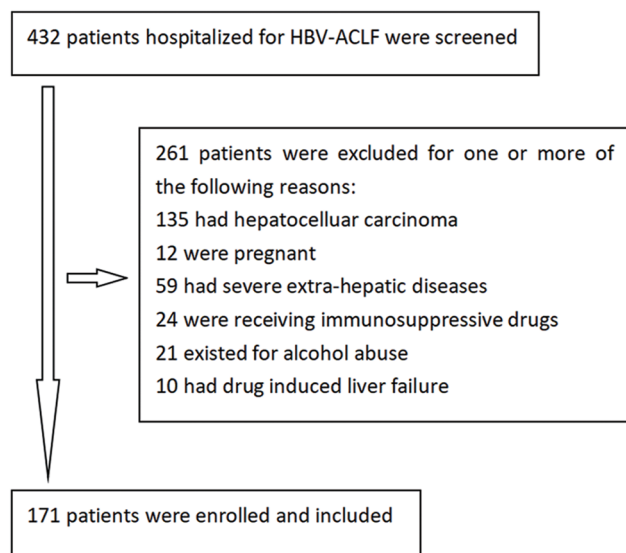 432 patients hospitalized for HBV-ACLF were screened
261 patients were excluded for one or more of
the following reasons:
135 had hepatocelluar carcinoma
12 were pregnant
59 had severe extra-hepatic diseases
24 were receiving immunosuppressive drugs
21 existed for alcohol abuse
10 had drug induced liver failure
171 patients were enrolled and included